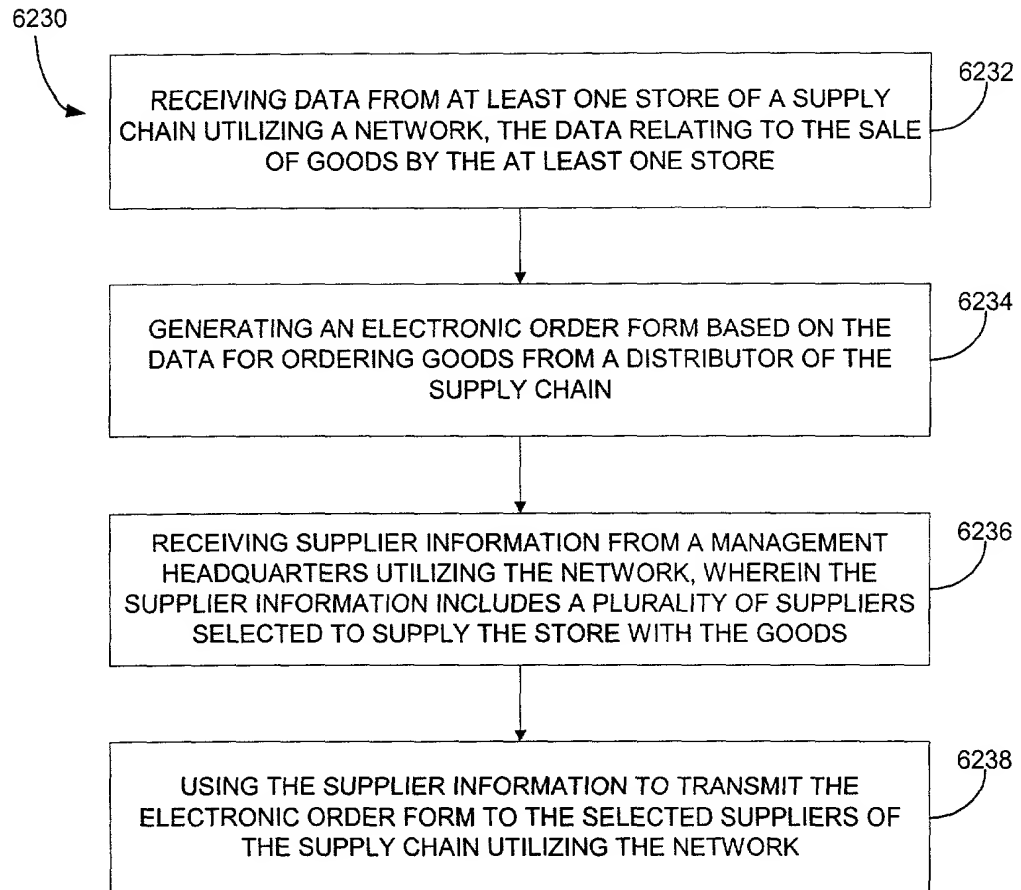 6230
6232
RECEIVING DATA FROM AT LEAST ONE STORE OF A SUPPLY
CHAIN UTILIZING A NETWORK, THE DATA RELATING TO THE SALE
OF GOODS BY THE AT LEAST ONE STORE
6234
GENERATING AN ELECTRONIC ORDER FORM BASED ON THE
DATA FOR ORDERING GOODS FROM A DISTRIBUTOR OF THE
SUPPLY CHAIN
6236
RECEIVING SUPPLIER INFORMATION FROM A MANAGEMENT
HEADQUARTERS UTILIZING THE NETWORK, WHEREIN THE
SUPPLIER INFORMATION INCLUDES A PLURALITY OF SUPPLIERS
SELECTED TO SUPPLY THE STORE WITH THE GOODS
6238
USING THE SUPPLIER INFORMATION TO TRANSMIT THE
ELECTRONIC ORDER FORM TO THE SELECTED SUPPLIERS OF
THE SUPPLY CHAIN UTILIZING THE NETWORK